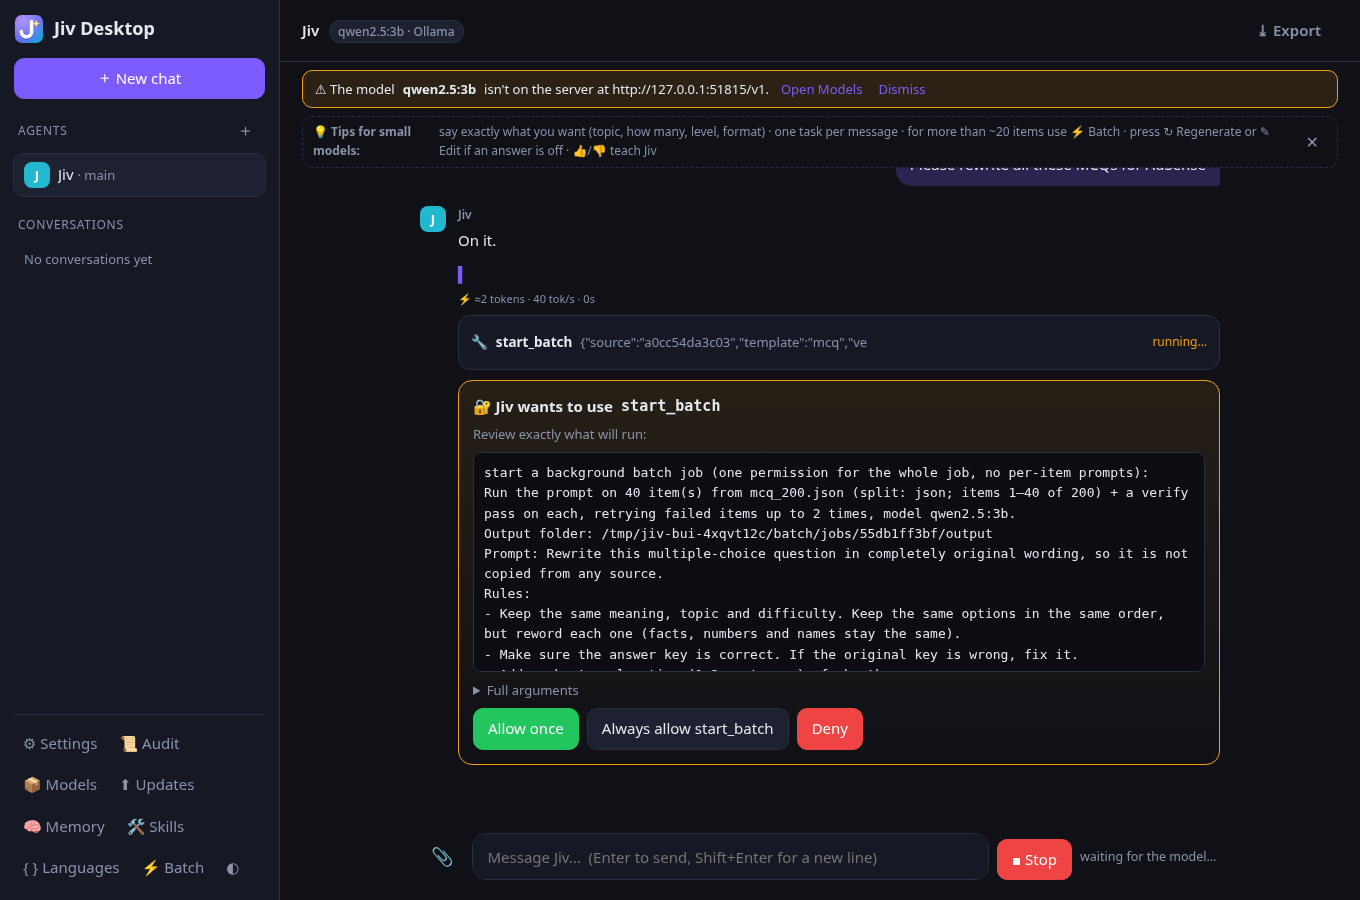 Jiv Desktop
+ New chat
AGENTS +
J Jiv · main
CONVERSATIONS
No conversations yet
⚙ Settings 📜 Audit
📦 Models ⬆ Updates
🧠 Memory 🛠️ Skills
{ } Languages ⚡ Batch ◐
Jiv qwen2.5:3b · Ollama ⤓ Export
⚠ The model qwen2.5:3b isn't on the server at http://127.0.0.1:51815/v1. Open Models Dismiss
💡 Tips for small models:
say exactly what you want (topic, how many, level, format) · one task per message · for more than ~20 items use ⚡ Batch · press ↻ Regenerate or ✎
Edit if an answer is off · 👍/👎 teach Jiv ✕
Please rewrite all these MCQs for AdSense
J Jiv
On it.
⚡ ≈2 tokens · 40 tok/s · 0s
🔧 start_batch {"source":"a0cc54da3c03","template":"mcq","ve running…
🔐 Jiv wants to use start_batch
Review exactly what will run:
start a background batch job (one permission for the whole job, no per-item prompts):
Run the prompt on 40 item(s) from mcq_200.json (split: json; items 1–40 of 200) + a verify
pass on each, retrying failed items up to 2 times, model qwen2.5:3b.
Output folder: /tmp/jiv-bui-4xqvt12c/batch/jobs/55db1ff3bf/output
Prompt: Rewrite this multiple-choice question in completely original wording, so it is not
copied from any source.
Rules:
- Keep the same meaning, topic and difficulty. Keep the same options in the same order,
but reword each one (facts, numbers and names stay the same).
- Make sure the answer key is correct. If the original key is wrong, fix it.
▶ Full arguments
Allow once Always allow start_batch Deny
📎 Message Jiv… (Enter to send, Shift+Enter for a new line) ■ Stop waiting for the model…